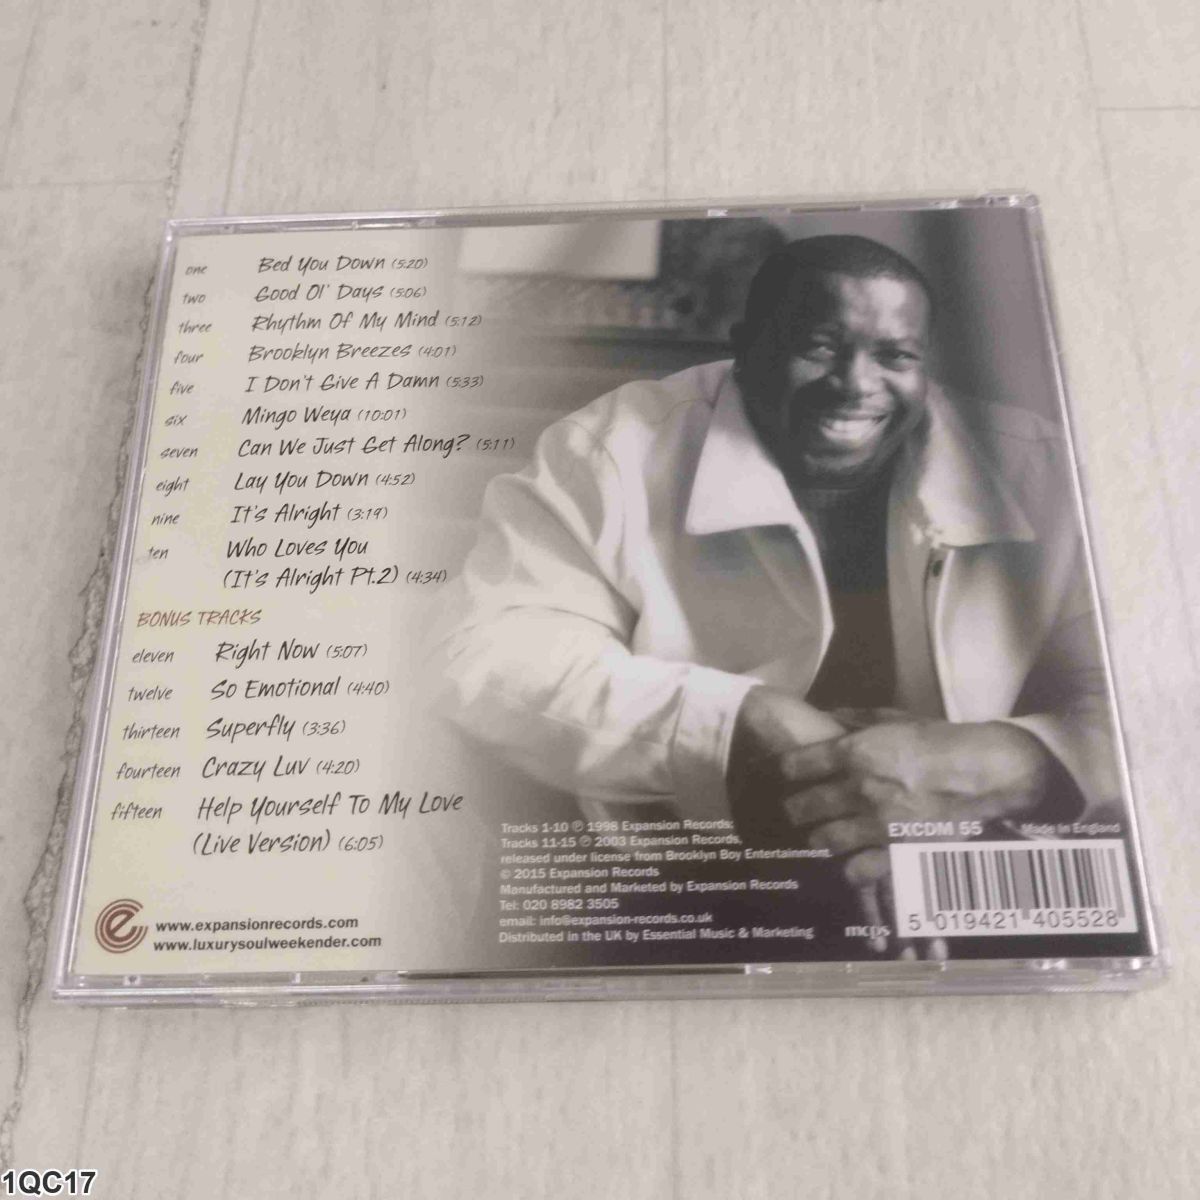 one Bed You Down (5:20)
two Good Ol' Days (5:06)
three Rhythm Of My Mind (5:12)
four Brooklyn Breezes (4:01)
five I Don't Give A Damn (5:33)
six Mingo Weya (10:01)
seven Can We Just Get Along? (5:11)
eight Lay You Down (4:52)
nine It's Alright (3:19)
ten Who Loves You
(It's Alright Pt.2) (4:34)
BONUS TRACKS
eleven Right Now (5:07)
twelve So Emotional (4:40)
thirteen Superfly (3:36)
fourteen Crazy Luv (4:20)
fifteen Help Yourself To My Love
(Live Version) (6:05)
www.expansionrecords.com
www.luxurysoulweekender.com
Tracks 1-10 ℗ 1998 Expansion Records;
Tracks 11-15 ℗ 2003 Expansion Records,
released under license from Brooklyn Boy Entertainment.
© 2015 Expansion Records
Manufactured and Marketed by Expansion Records
Tel: 020 8982 3505
email: info@expansion-records.co.uk
Distributed in the UK by Essential Music & Marketing
mcps
EXCDM 55 Made in England
5 019421 405528
1QC17